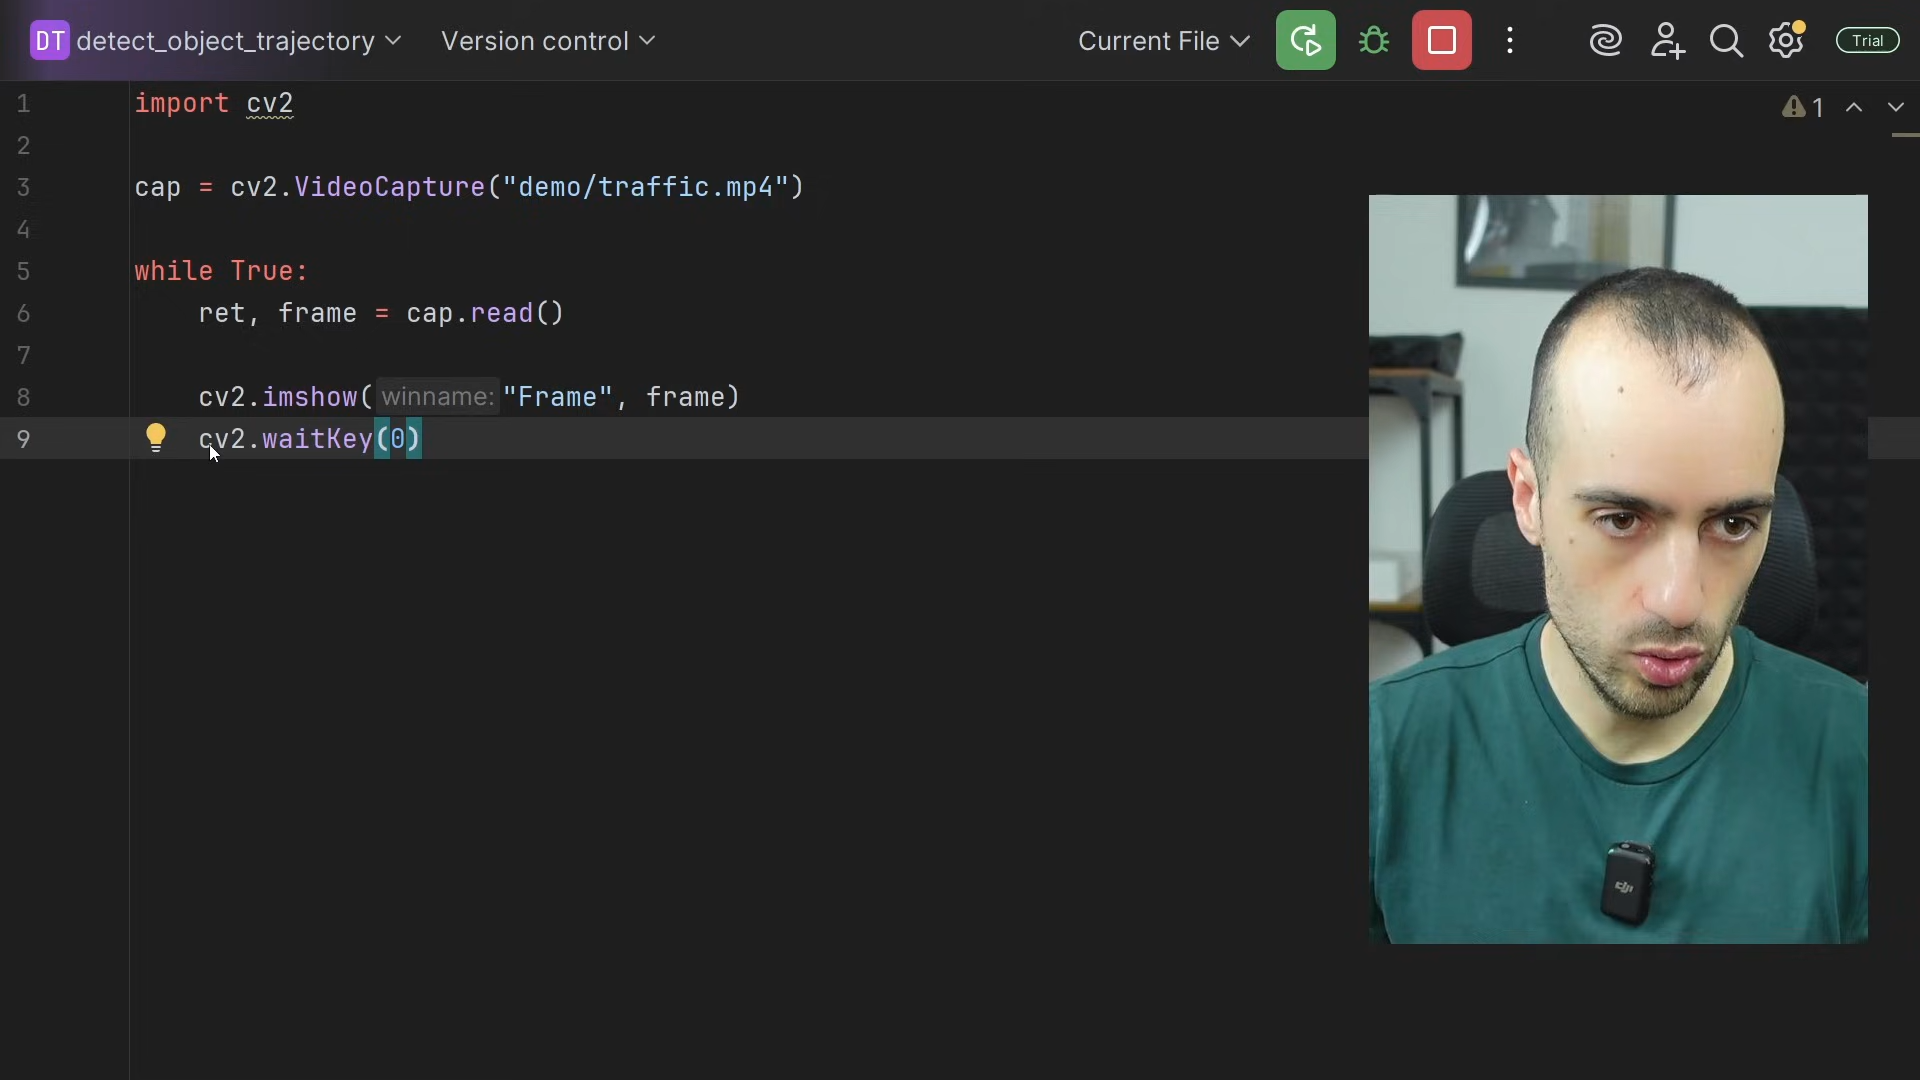 DT detect_object_trajectory Version control Current File Trial
1 import cv2 1
2
3 cap = cv2.VideoCapture("demo/traffic.mp4")
4
5 while True:
6 ret, frame = cap.read()
7
8 cv2.imshow(winname: "Frame", frame)
9 cv2.waitKey(0)
dji